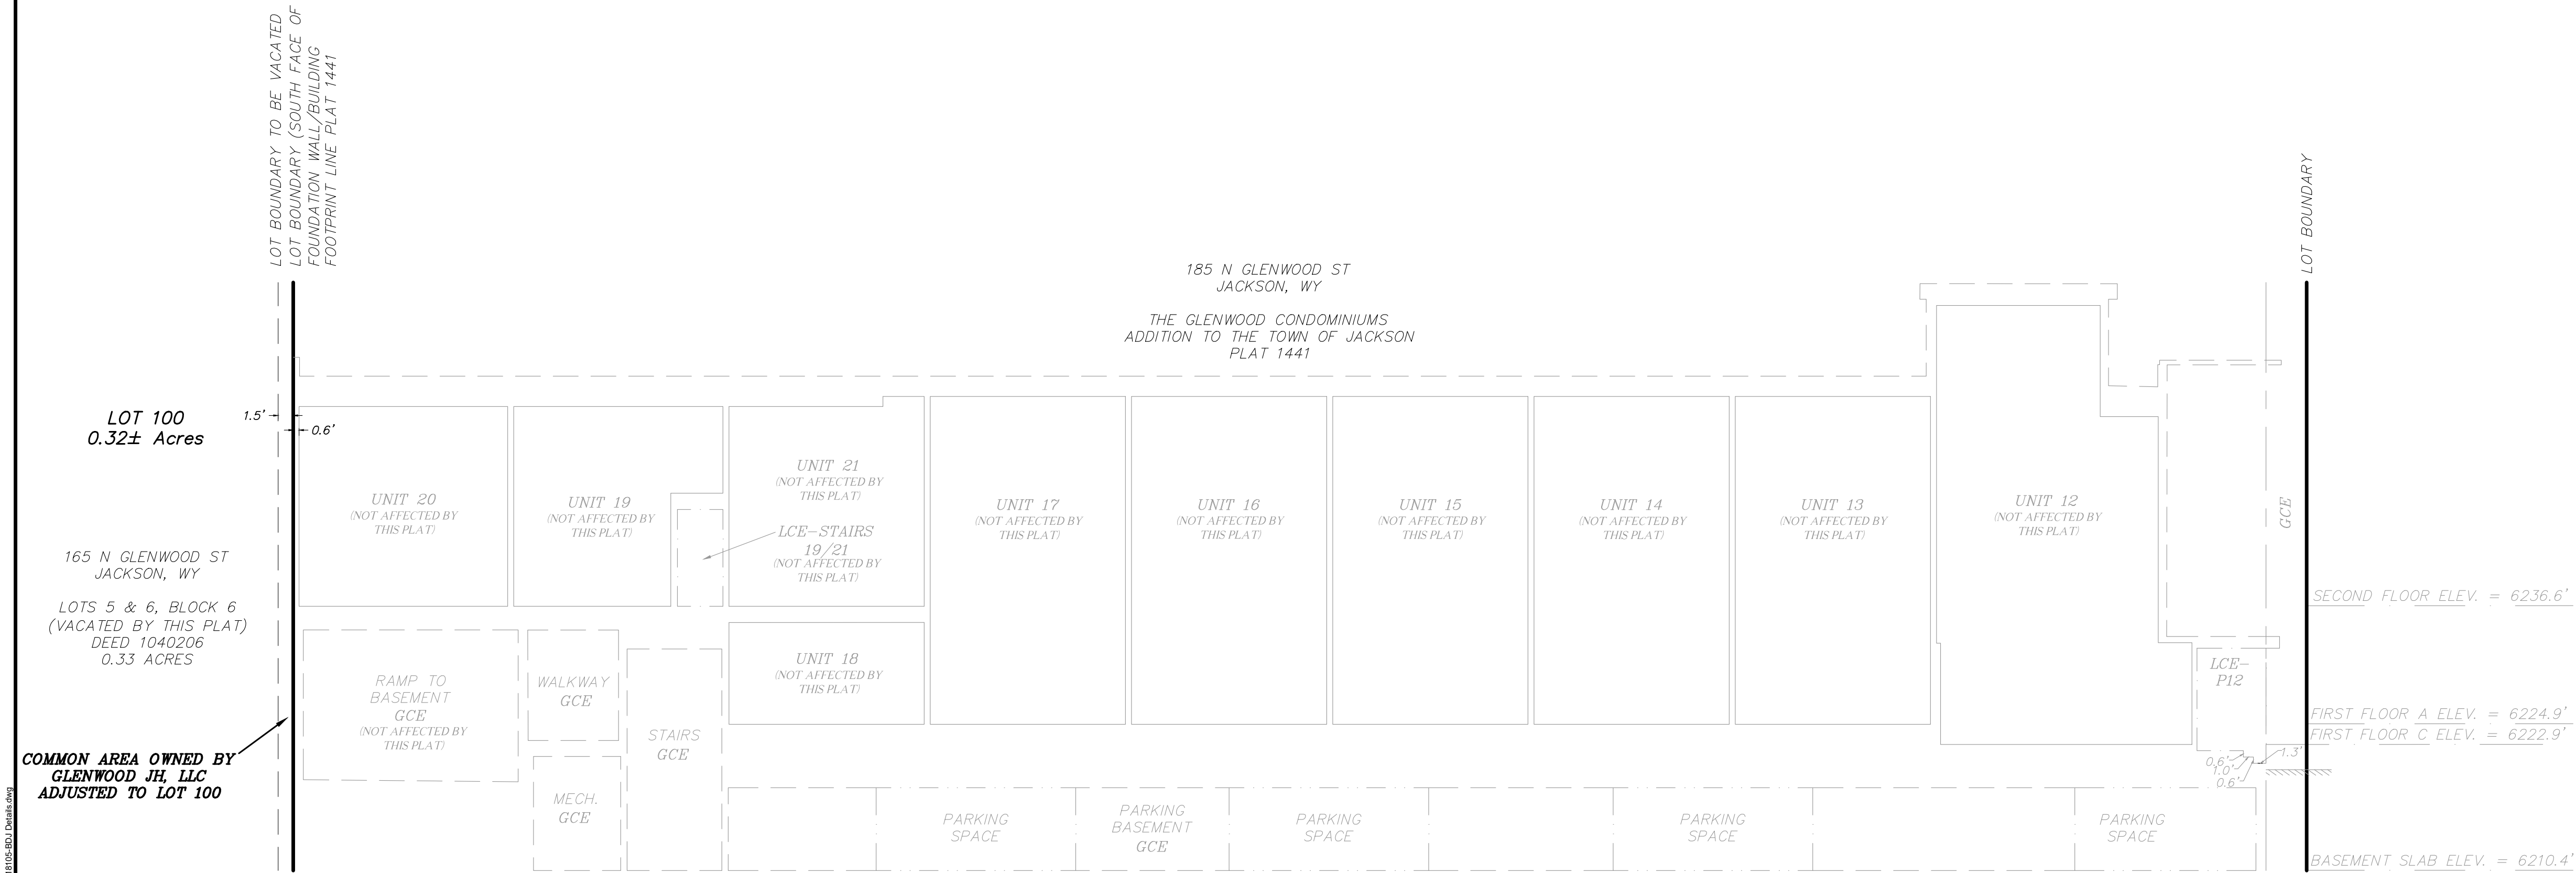 LOT BOUNDARY TO BE VACATED
LOT BOUNDARY (SOUTH FACE OF
FOUNDATION WALL/BUILDING
FOOTPRINT LINE PLAT 1441
LOT BOUNDARY
185 N GLENWOOD ST
JACKSON, WY
THE GLENWOOD CONDOMINIUMS
ADDITION TO THE TOWN OF JACKSON
PLAT 1441
LOT 100
0.32± Acres
1.5'
0.6'
165 N GLENWOOD ST
JACKSON, WY
LOTS 5 & 6, BLOCK 6
(VACATED BY THIS PLAT)
DEED 1040206
0.33 ACRES
COMMON AREA OWNED BY
GLENWOOD JH, LLC
ADJUSTED TO LOT 100
UNIT 20
(NOT AFFECTED BY
THIS PLAT)
UNIT 19
(NOT AFFECTED BY
THIS PLAT)
UNIT 21
(NOT AFFECTED BY
THIS PLAT)
LCE-STAIRS
19/21
(NOT AFFECTED BY
THIS PLAT)
UNIT 18
(NOT AFFECTED BY
THIS PLAT)
UNIT 17
(NOT AFFECTED BY
THIS PLAT)
UNIT 16
(NOT AFFECTED BY
THIS PLAT)
UNIT 15
(NOT AFFECTED BY
THIS PLAT)
UNIT 14
(NOT AFFECTED BY
THIS PLAT)
UNIT 13
(NOT AFFECTED BY
THIS PLAT)
UNIT 12
(NOT AFFECTED BY
THIS PLAT)
GCE
LCE-
P12
RAMP TO
BASEMENT
GCE
(NOT AFFECTED BY
THIS PLAT)
WALKWAY
GCE
MECH.
GCE
STAIRS
GCE
PARKING
SPACE
PARKING
BASEMENT
GCE
PARKING
SPACE
PARKING
SPACE
PARKING
SPACE
0.6'
1.0'
0.6'
1.3'
SECOND FLOOR ELEV. = 6236.6'
FIRST FLOOR A ELEV. = 6224.9'
FIRST FLOOR C ELEV. = 6222.9'
BASEMENT SLAB ELEV. = 6210.4'
18105-BDJ Details.dwg